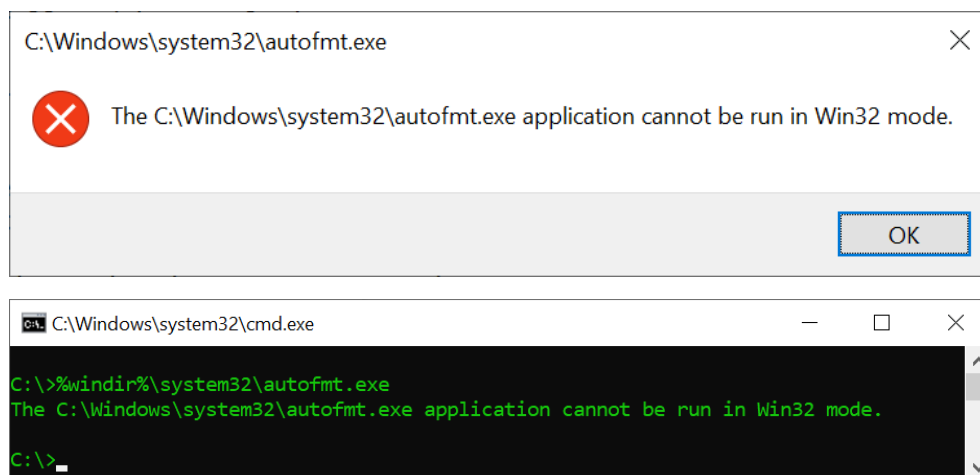 C:\Windows\system32\autofmt.exe
The C:\Windows\system32\autofmt.exe application cannot be run in Win32 mode.
OK
C:\Windows\system32\cmd.exe
C:\>%windir%\system32\autofmt.exe
The C:\Windows\system32\autofmt.exe application cannot be run in Win32 mode.
C:\>